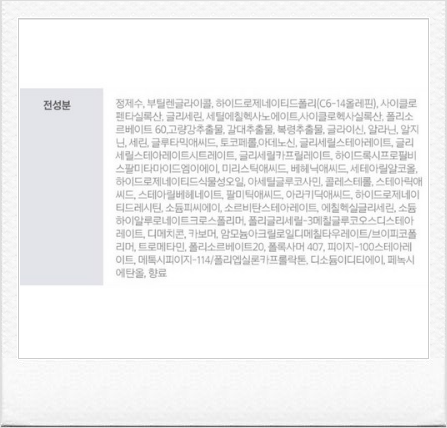 전성분
정제수, 부틸렌글라이콜, 하이드로제네이티드폴리(C6-14올레핀), 사이클로
펜타실록산, 글리세린, 세틸에칠헥사노에이트,사이클로헥사실록산, 폴리소
르베이트 60,고량강추출물, 갈대추출물, 복령추출물, 글라이신, 알라닌, 알지
닌, 세린, 글루타믹애씨드, 토코페롤,아데노신, 글리세릴스테아레이트, 글리
세릴스테아레이트시트레이트, 글리세릴카프릴레이트, 하이드록시프로필비
스팔미타마이드엠이에이, 미리스틱애씨드, 베헤닉애씨드, 세테아릴알코올,
하이드로제네이티드식물성오일, 아세틸글루코사민, 콜레스테롤, 스테아릭애
씨드, 스테아릴베헤네이트, 팔미틱애씨드, 아라키딕애씨드, 하이드로제네이
티드레시틴, 소듐피씨에이, 소르비탄스테아레이트, 에칠헥실글리세린, 소듐
하이알루로네이트크로스폴리머, 폴리글리세릴-3메칠글루코오스디스테아
레이트, 디메치콘, 카보머, 암모늄아크릴로일디메칠타우레이트/브이피코폴
리머, 트로메타민, 폴리소르베이트20, 폴록사머 407, 피이지-100스테아레
이트, 메톡시피이지-114/폴리엡실론카프롤락톤, 디소듐이디티에이, 페녹시
에탄올, 향료